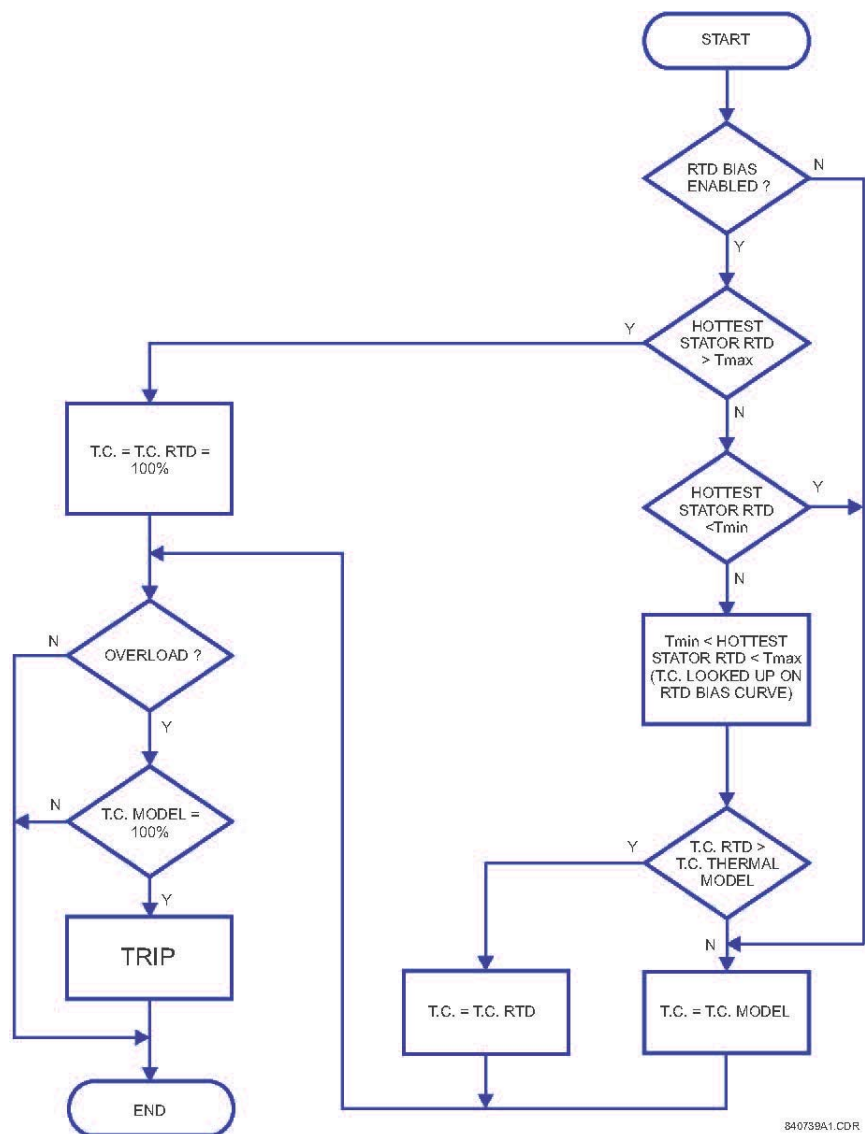 START
RTD BIAS
ENABLED ?
N
Y
HOTTEST
STATOR RTD
> Tmax
Y
N
T.C. = T.C. RTD =
100%
HOTTEST
STATOR RTD
<Tmin
Y
N
Tmin < HOTTEST
STATOR RTD < Tmax
(T.C. LOOKED UP ON
RTD BIAS CURVE)
OVERLOAD ?
N
Y
T.C. MODEL =
100%
N
Y
T.C. RTD >
T.C. THERMAL
MODEL
Y
N
TRIP
T.C. = T.C. RTD
T.C. = T.C. MODEL
END
840739A1.CDR